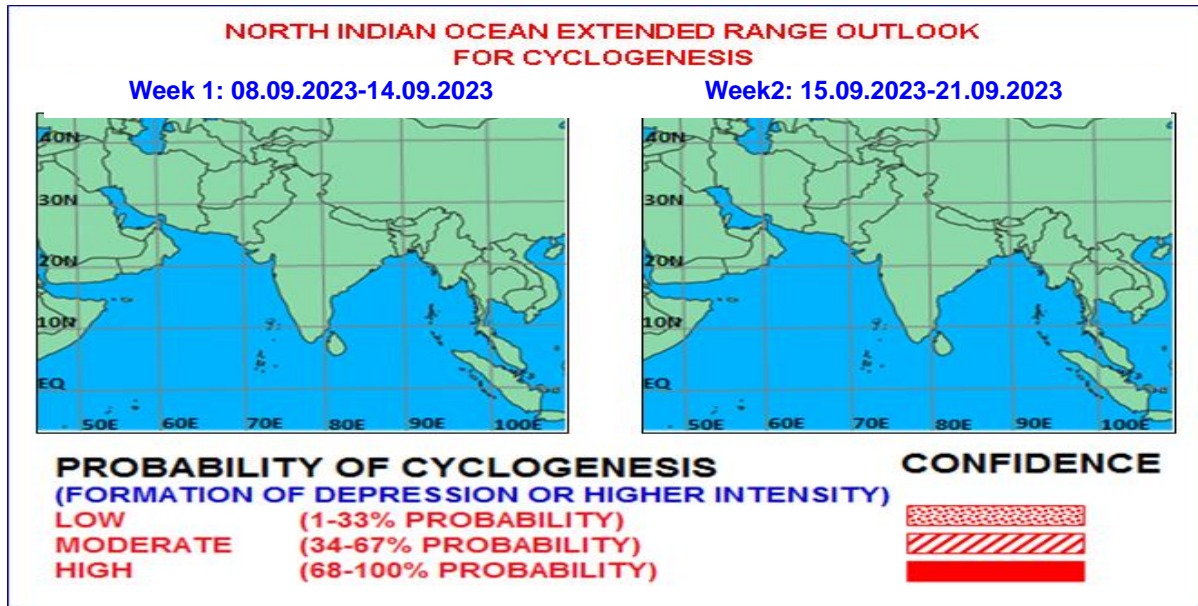 NORTH INDIAN OCEAN EXTENDED RANGE OUTLOOK
FOR CYCLOGENESIS
Week 1: 08.09.2023-14.09.2023
Week2: 15.09.2023-21.09.2023
40N
30N
20N
10N
EQ
50E 60E 70E 80E 90E 100E
40N
30N
20N
10N
EQ
50E 60E 70E 80E 90E 100E
PROBABILITY OF CYCLOGENESIS
CONFIDENCE
(FORMATION OF DEPRESSION OR HIGHER INTENSITY)
LOW (1-33% PROBABILITY)
MODERATE (34-67% PROBABILITY)
HIGH (68-100% PROBABILITY)